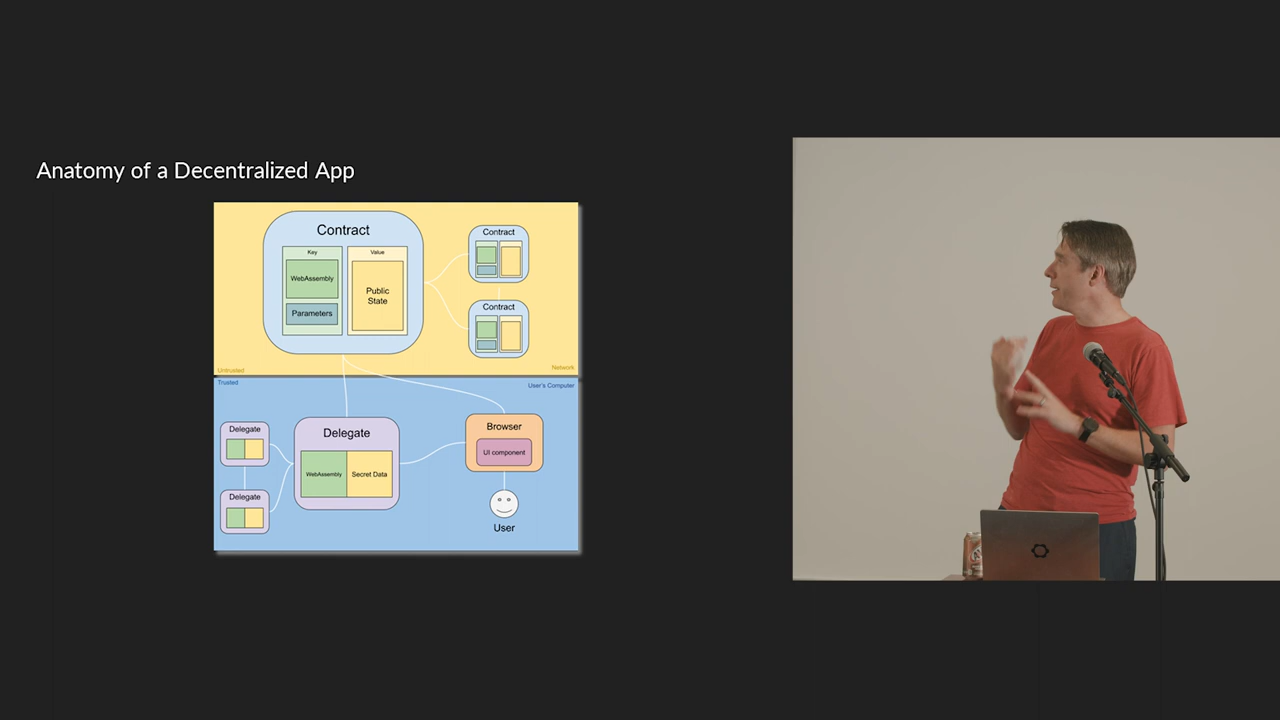 Anatomy of a Decentralized App
Contract
Key
Value
WebAssembly
Parameters
Public
State
Contract
Contract
Untrusted
Network
Trusted
User's Computer
Delegate
Delegate
Delegate
WebAssembly
Secret Data
Browser
UI component
User